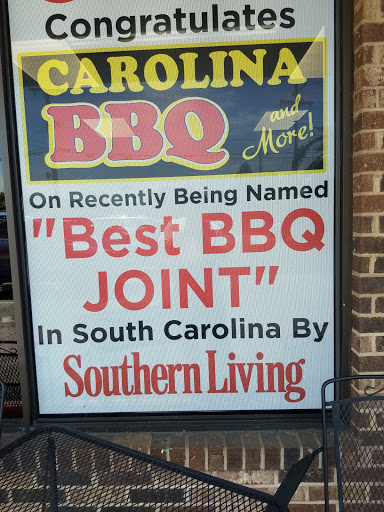 Congratulates
CAROLINA
BBQ
and
More!
On Recently Being Named
"Best BBQ
JOINT"
In South Carolina By
Southern Living